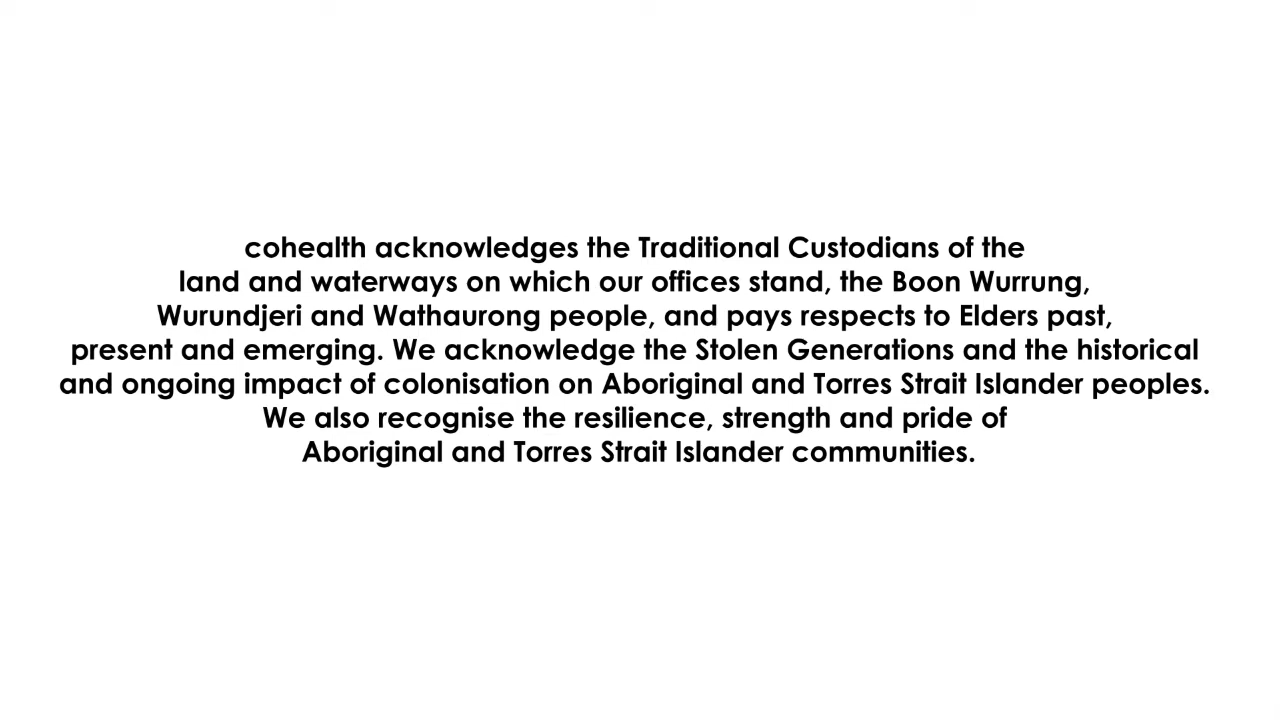 cohealth acknowledges the Traditional Custodians of the
land and waterways on which our offices stand, the Boon Wurrung,
Wurundjeri and Wathaurong people, and pays respects to Elders past,
present and emerging. We acknowledge the Stolen Generations and the historical
and ongoing impact of colonisation on Aboriginal and Torres Strait Islander peoples.
We also recognise the resilience, strength and pride of
Aboriginal and Torres Strait Islander communities.